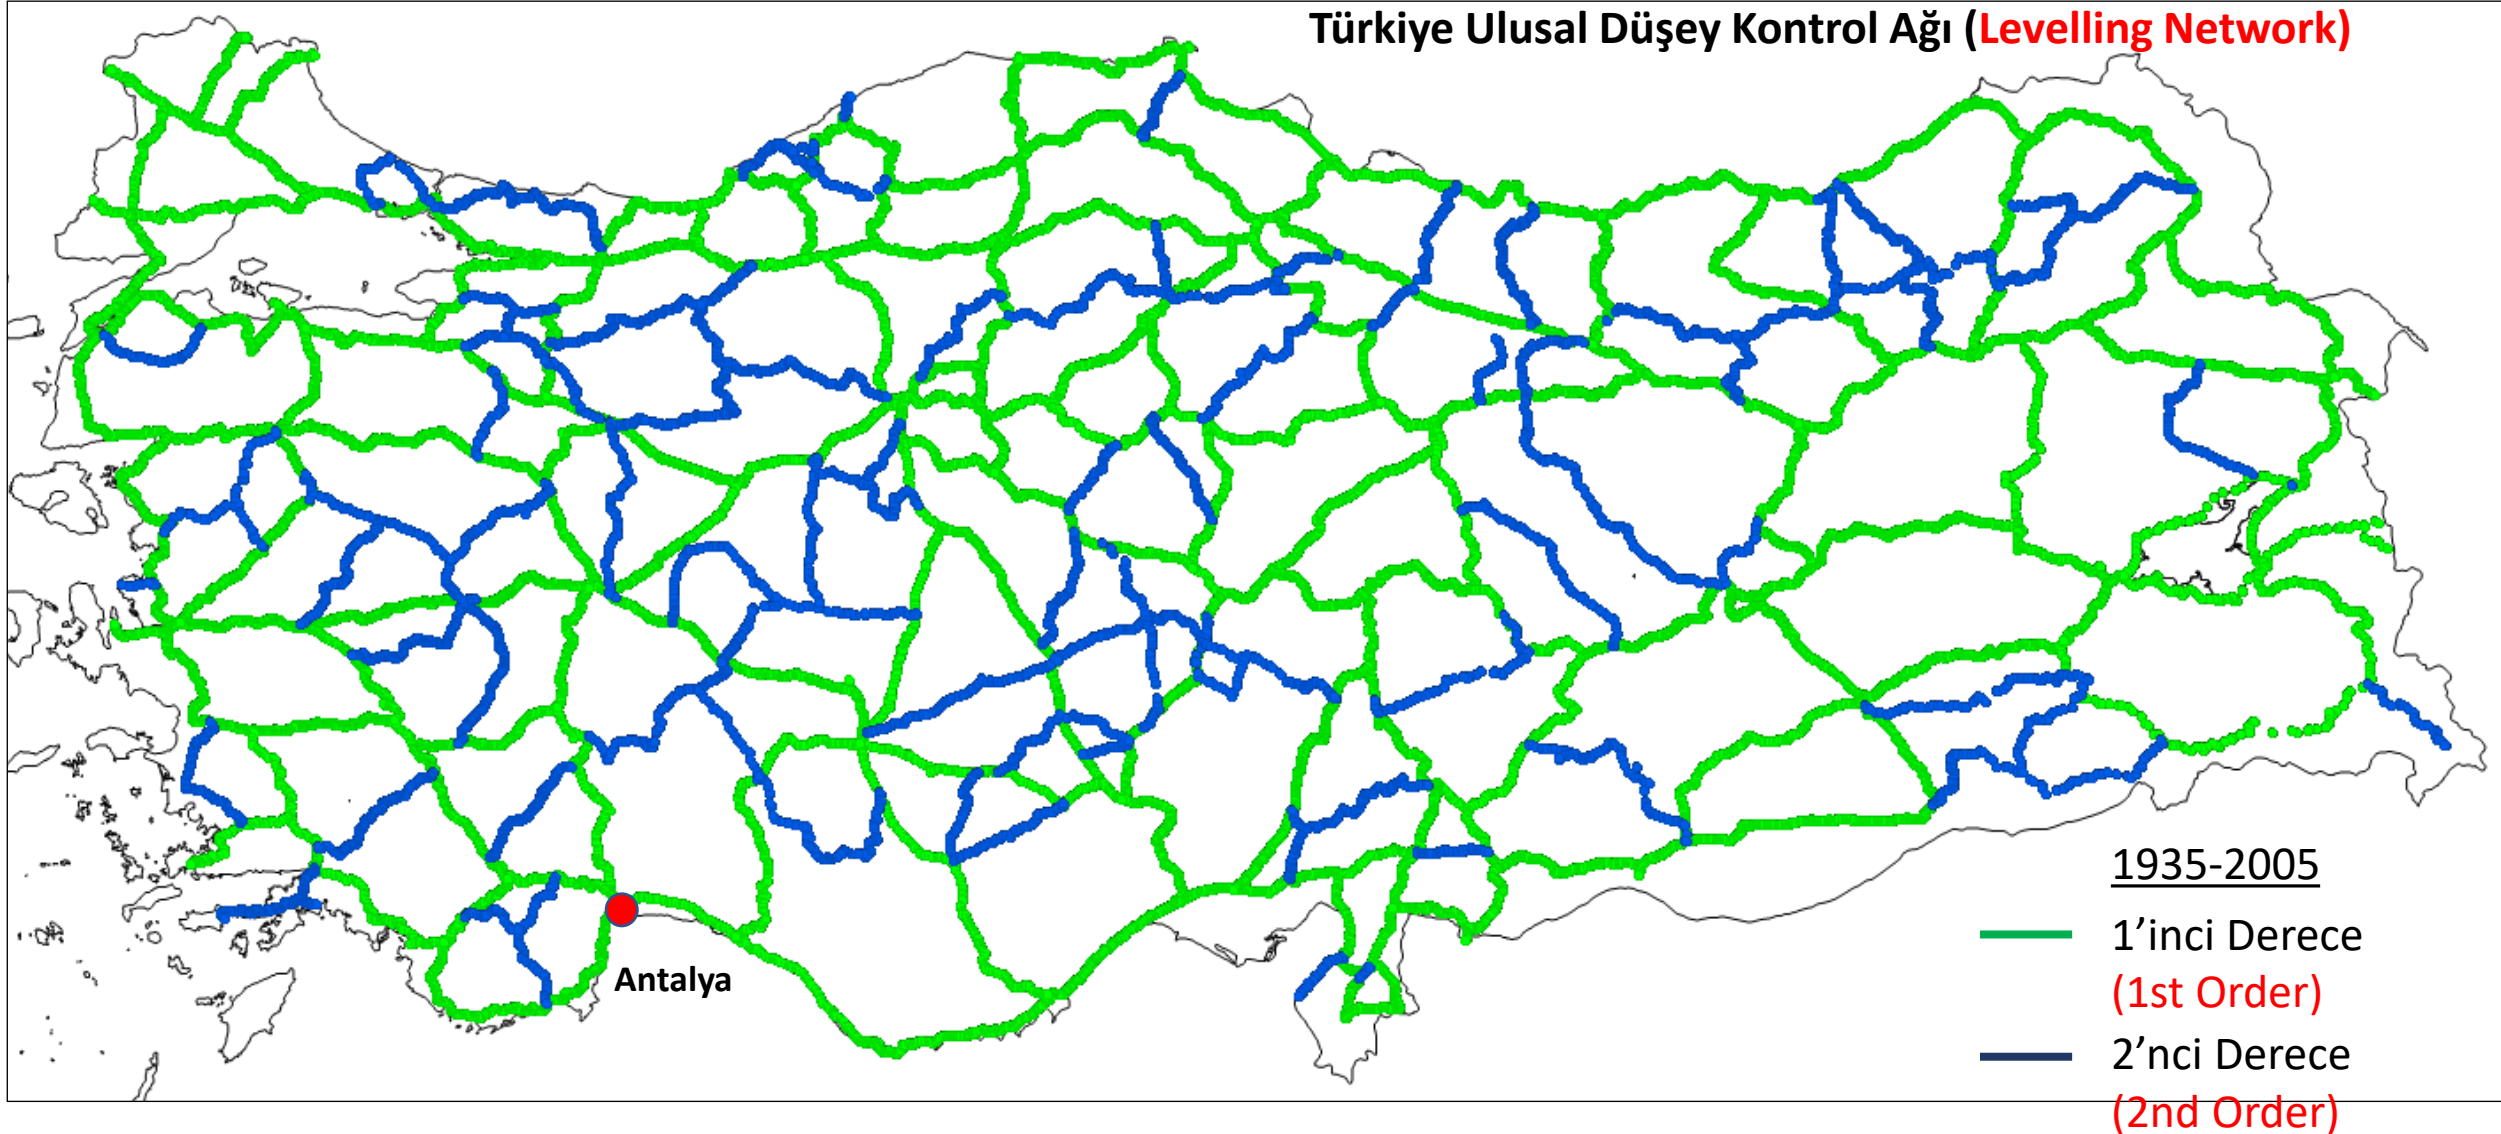 Türkiye Ulusal Düşey Kontrol Ağı (Levelling Network)
Antalya
1935-2005
1’inci Derece
(1st Order)
2’nci Derece
(2nd Order)